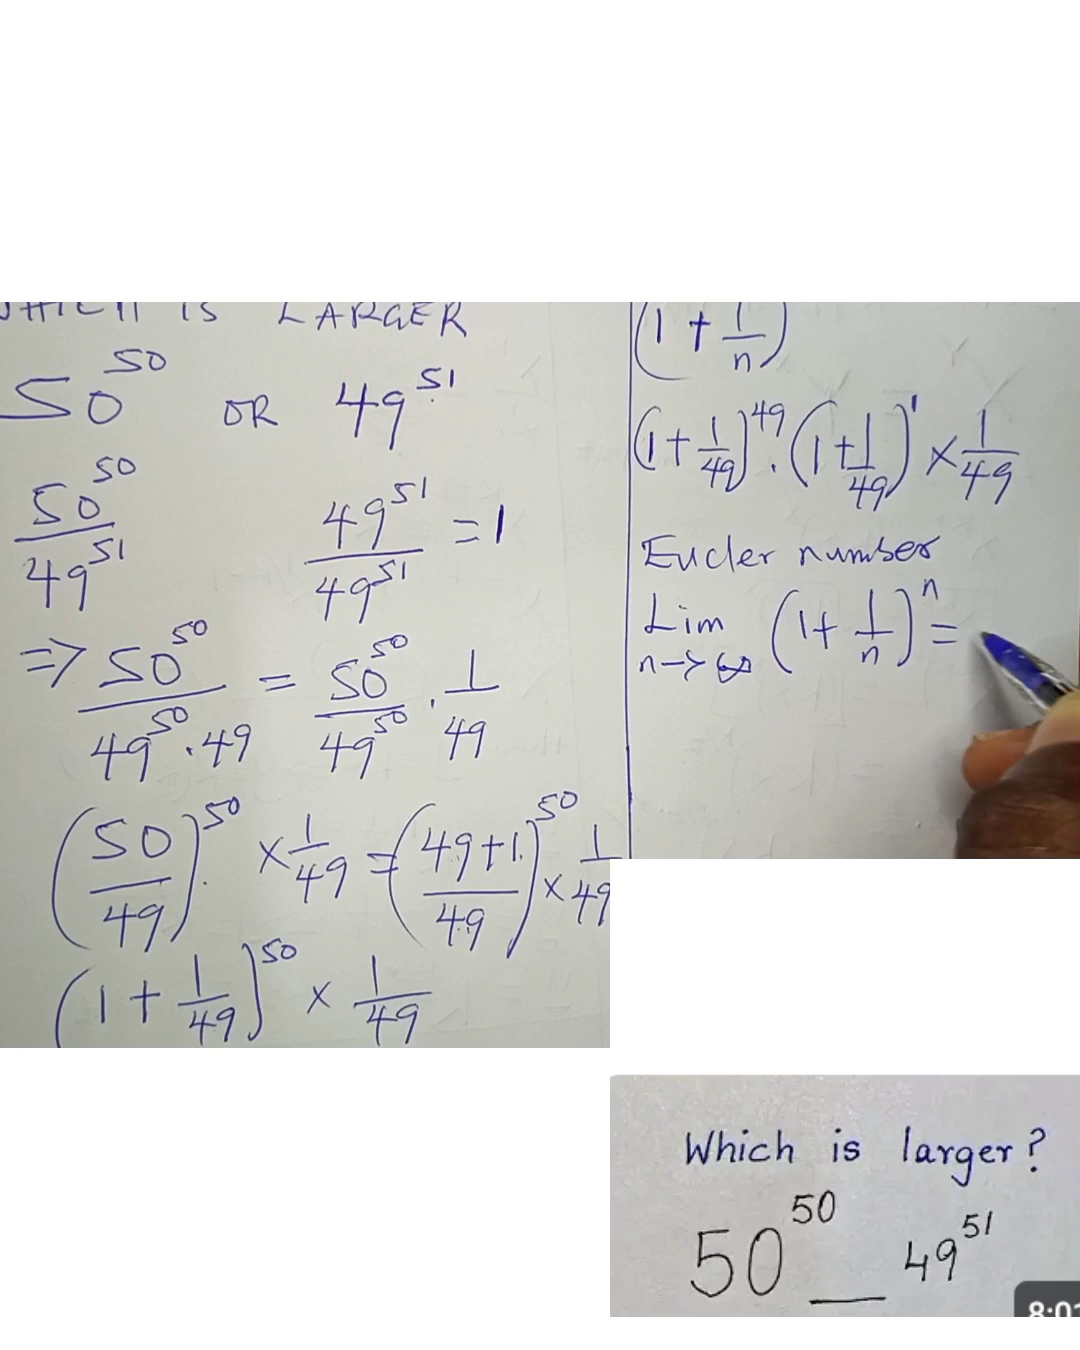 WHICH IS LARGER
50^50 OR 49^51
50^50/49^51 49^51/49^51 = 1
=> 50^50/49^50 · 49 = 50^50/49^50 · 1/49
(50/49)^50 × 1/49 = (49+1/49)^50 × 1/49
(1 + 1/49)^50 × 1/49
(1 + 1/n)
(1 + 1/49)^49 · (1 + 1/49)^1 × 1/49
Eucler number
Lim n->∞ (1 + 1/n)^n =
Which is larger?
50^50 __ 49^51